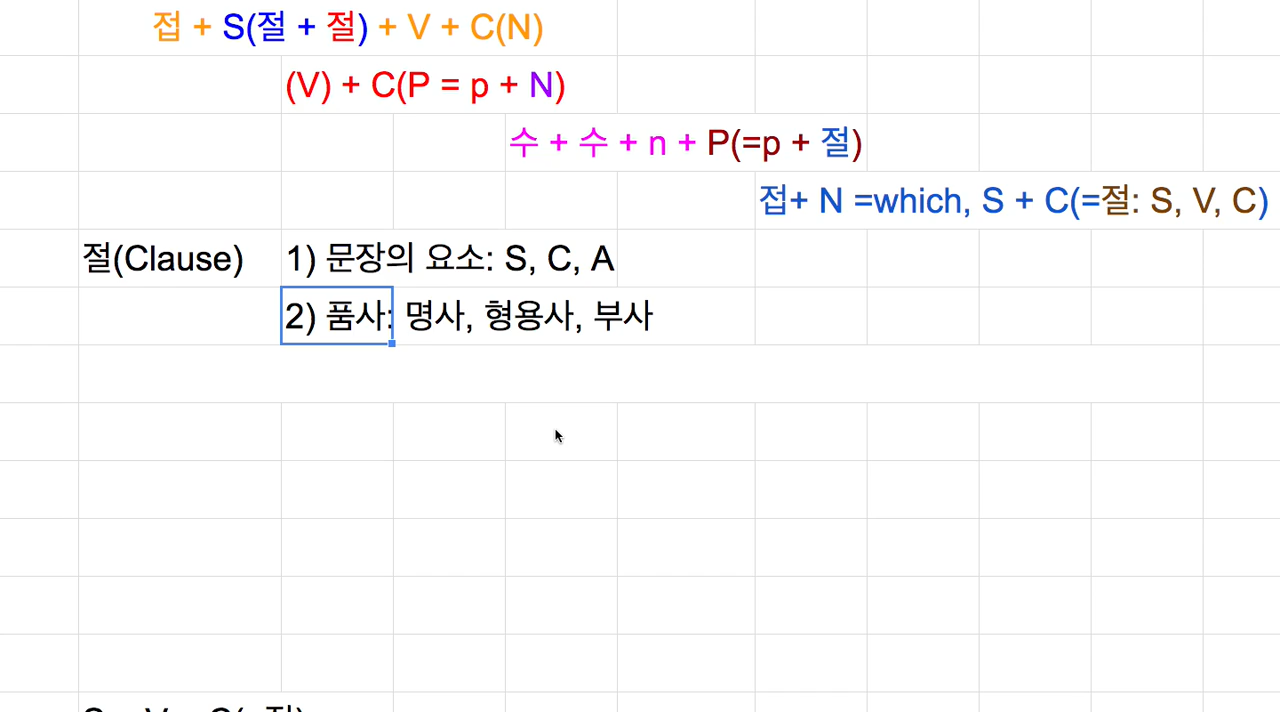 접 + S(절 + 절) + V + C(N)
(V) + C(P = p + N)
수 + 수 + n + P(=p + 절)
접+ N =which, S + C(=절: S, V, C)
절(Clause) 1) 문장의 요소: S, C, A
2) 품사: 명사, 형용사, 부사